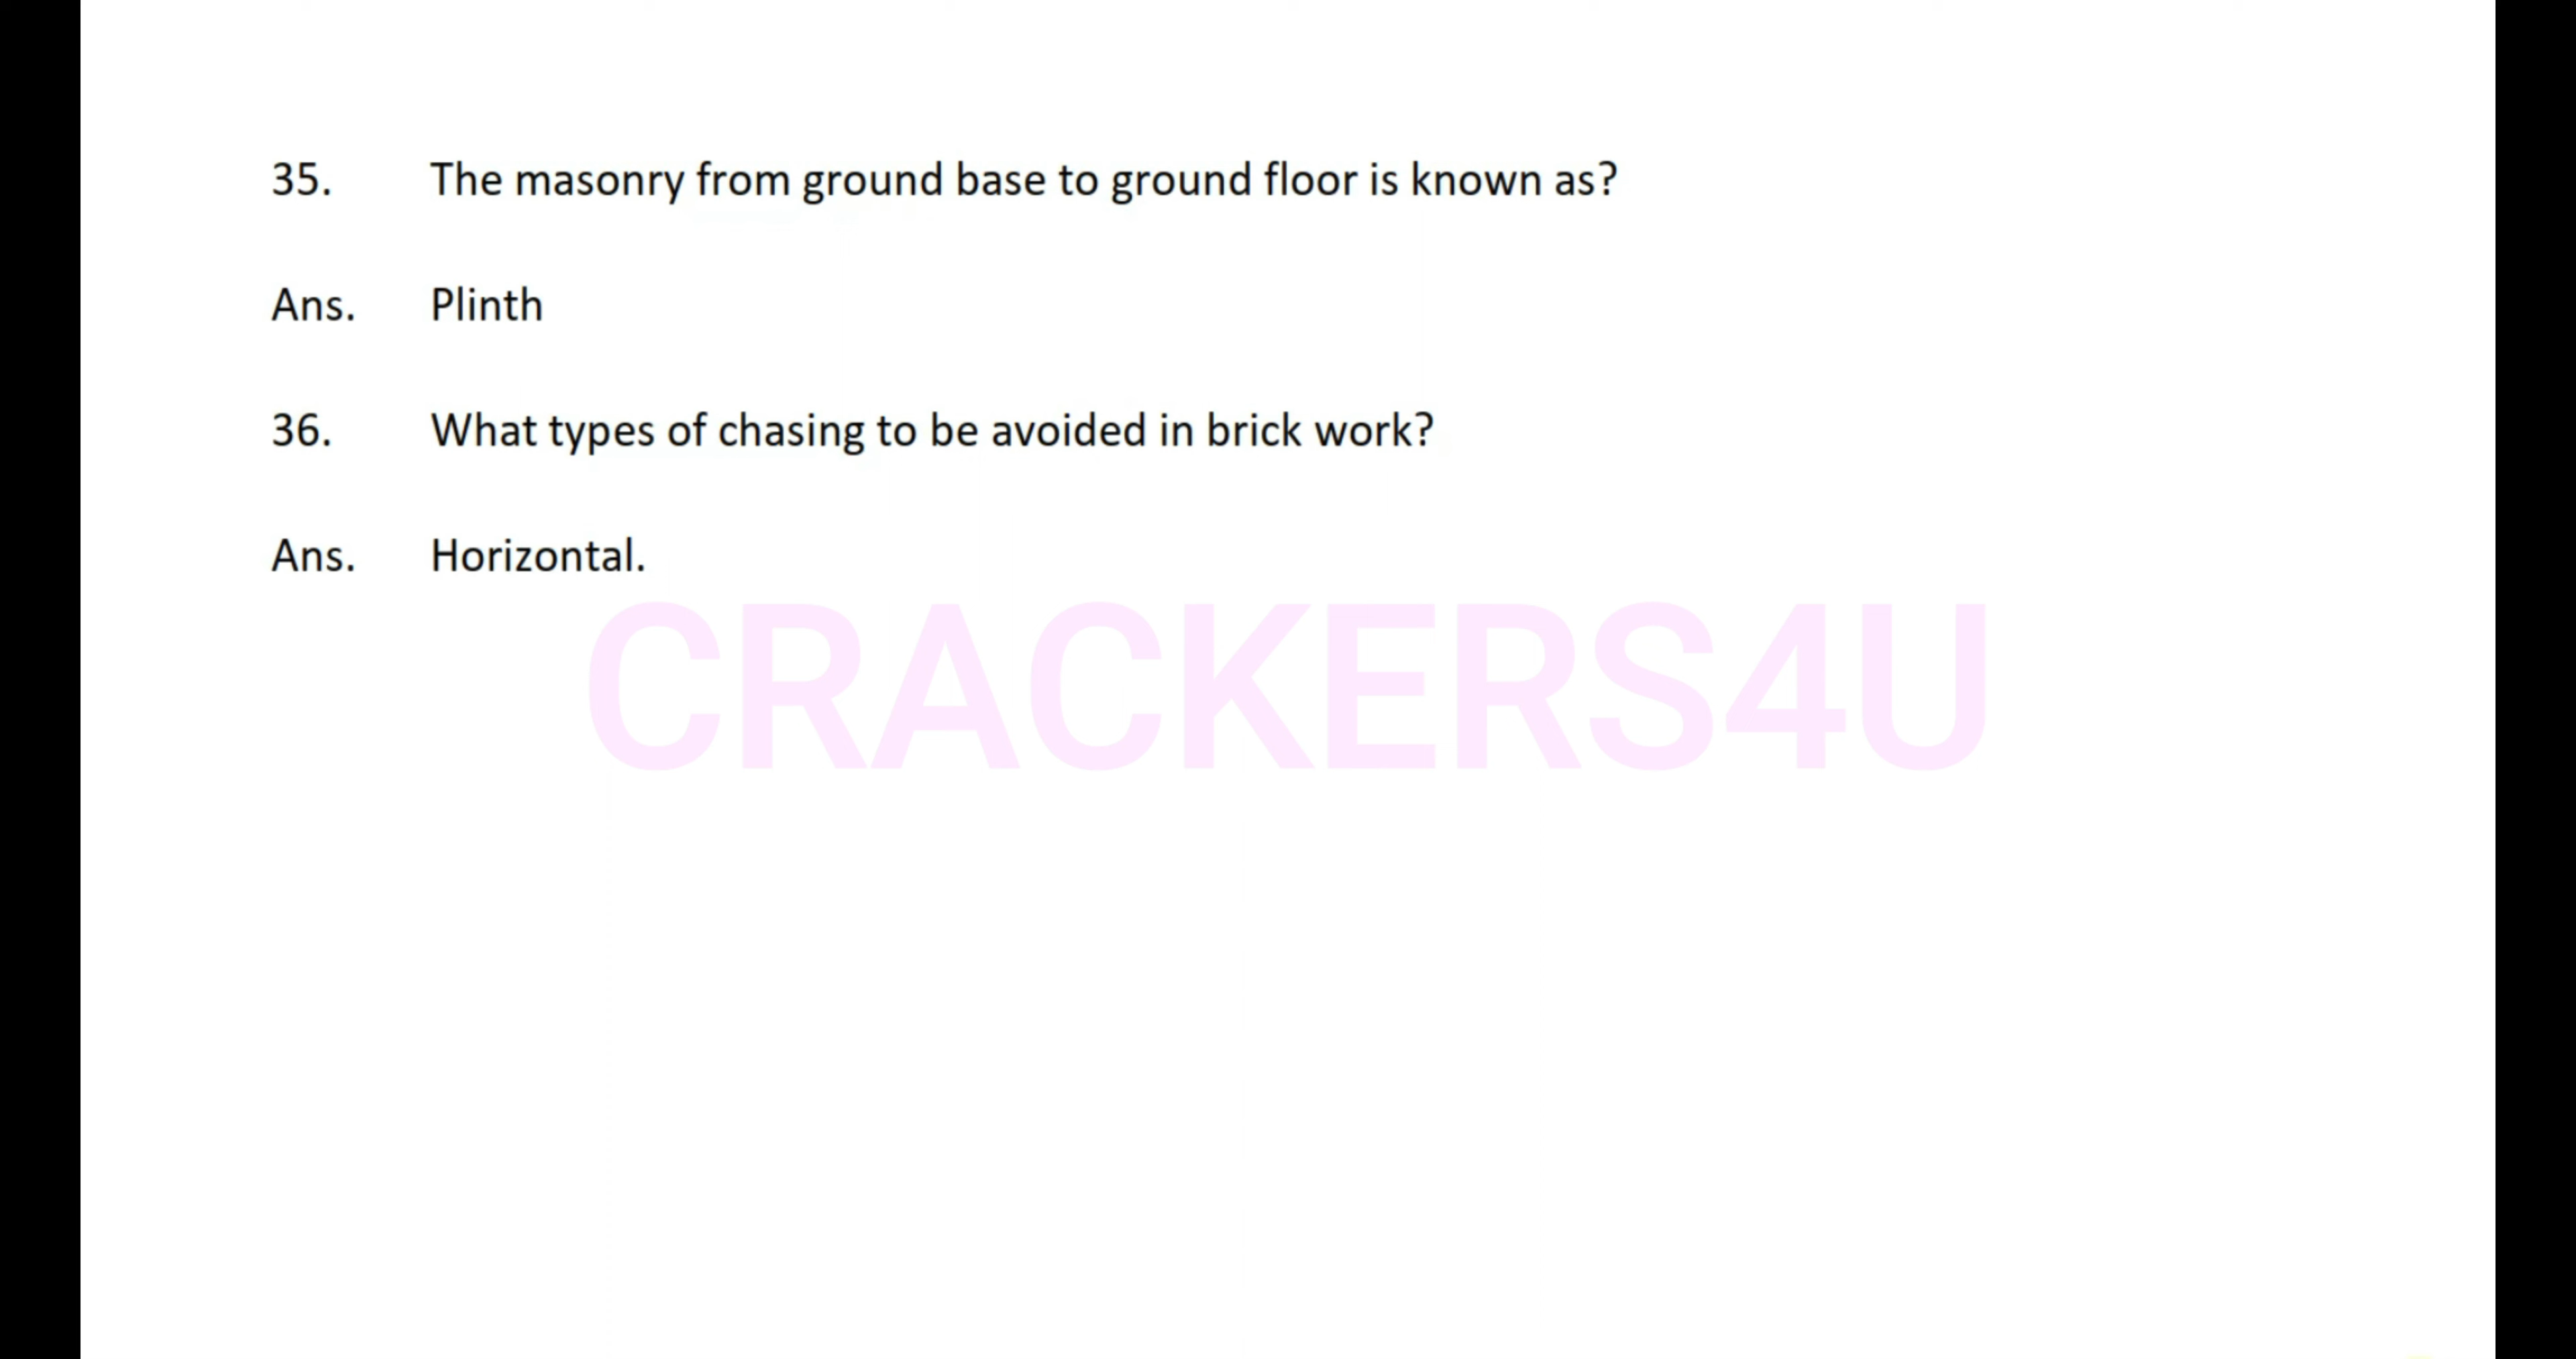 35. The masonry from ground base to ground floor is known as?
Ans. Plinth
36. What types of chasing to be avoided in brick work?
Ans. Horizontal.
CRACKERS4U